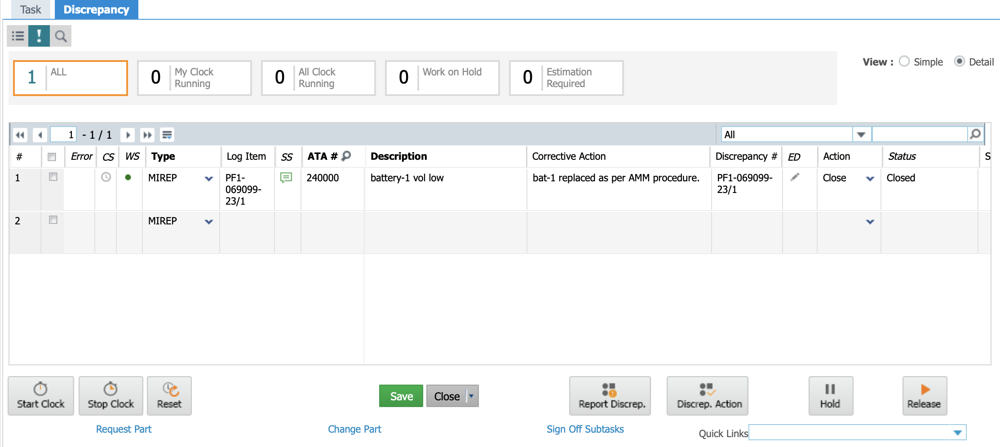 Task
Discrepancy
1 ALL
0 My Clock
Running
0 All Clock
Running
0 Work on Hold
0 Estimation
Required
View : Simple Detail
1 - 1 / 1
All
# Error CS WS Type Log Item SS ATA # Description Corrective Action Discrepancy # ED Action Status S
1 MIREP PF1-
069099-
23/1 240000 battery-1 vol low bat-1 replaced as per AMM procedure. PF1-069099-
23/1 Close Closed
2 MIREP
Start Clock
Stop Clock
Reset
Save
Close
Report Discrep.
Discrep. Action
Hold
Release
Request Part
Change Part
Sign Off Subtasks
Quick Links